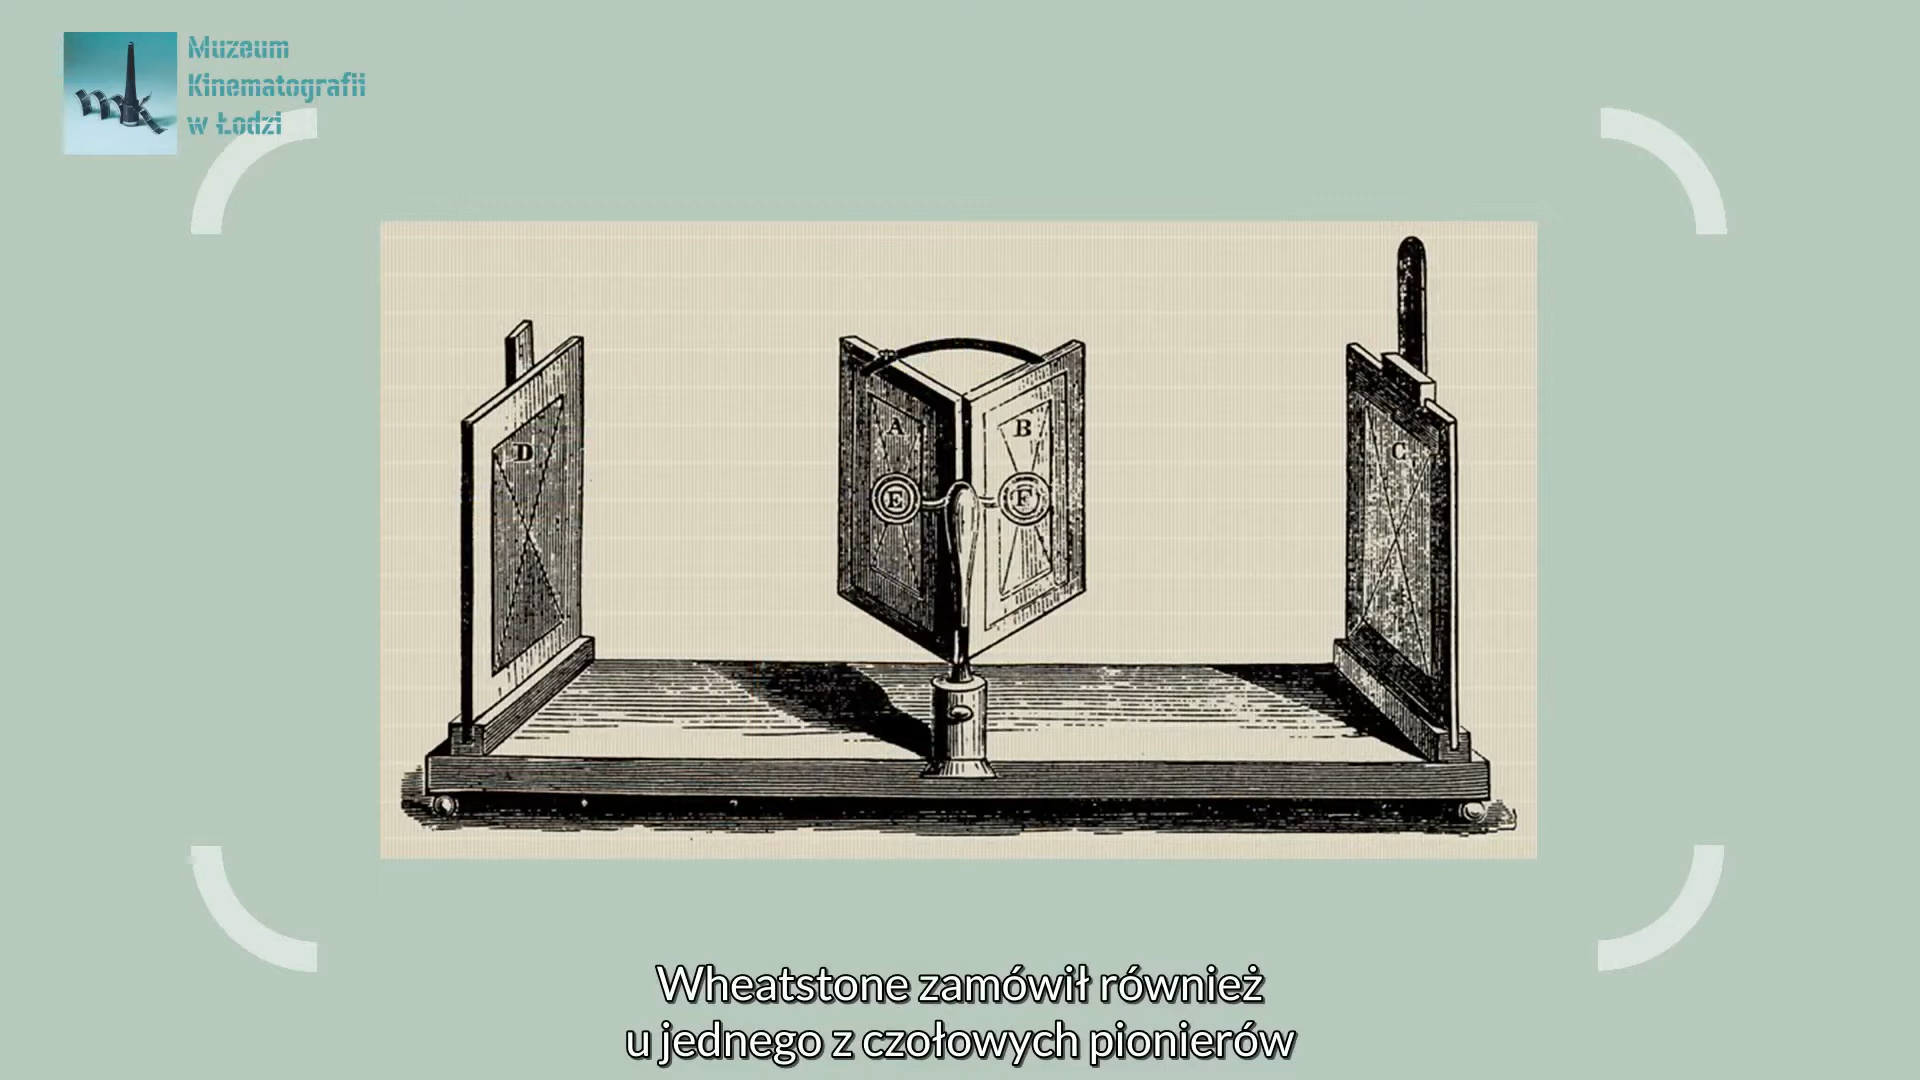 Muzeum
Kinematografii
w Łodzi
A
B
D
C
E
F
Wheatstone zamówił również
u jednego z czołowych pionierów